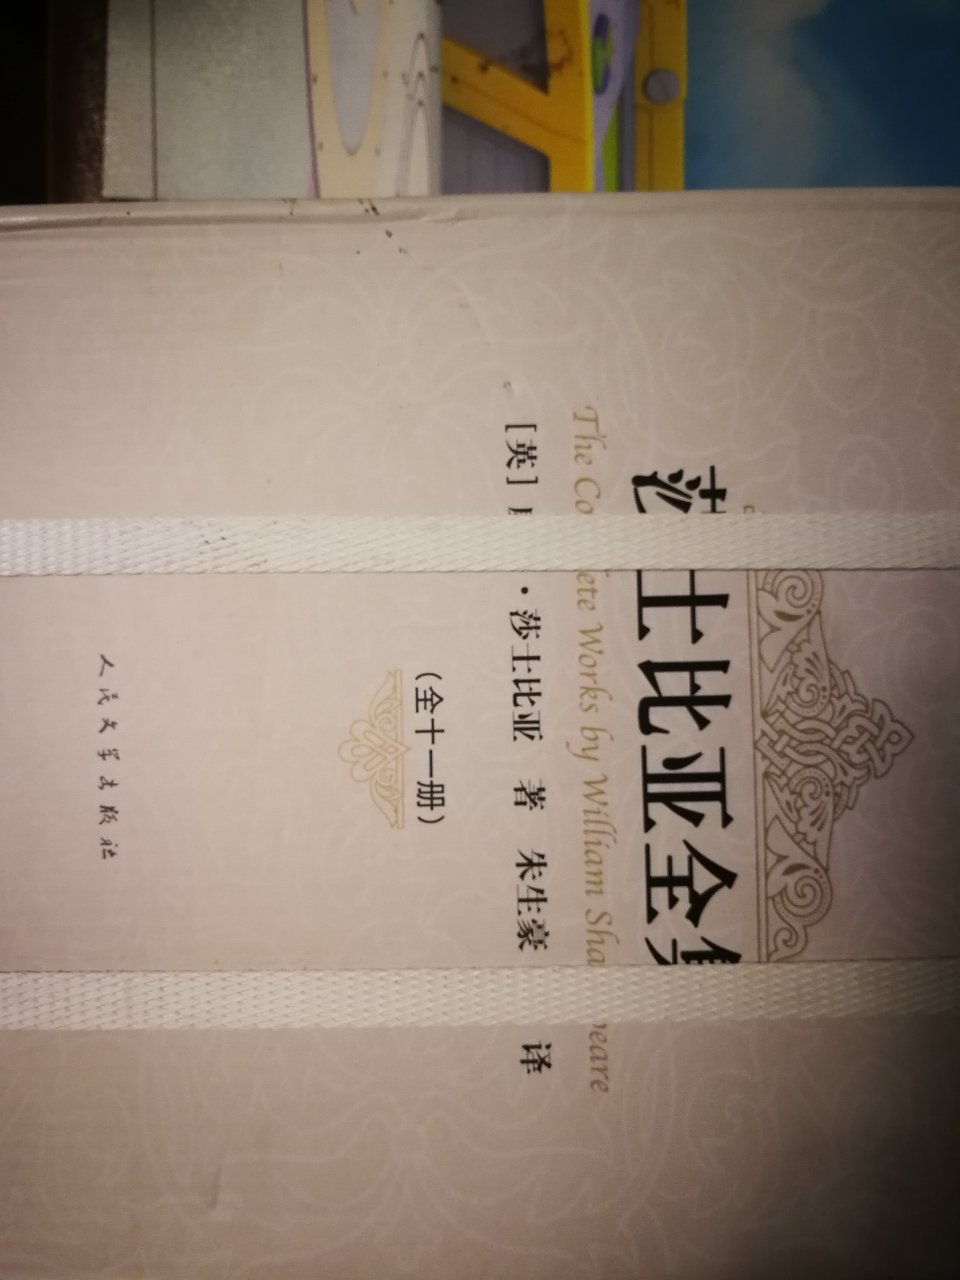 莎士比亚全集
The Co ete Works by William Sha peare
[英] ·莎士比亚 著 朱生豪 译
(全十一册)
人民文学出版社